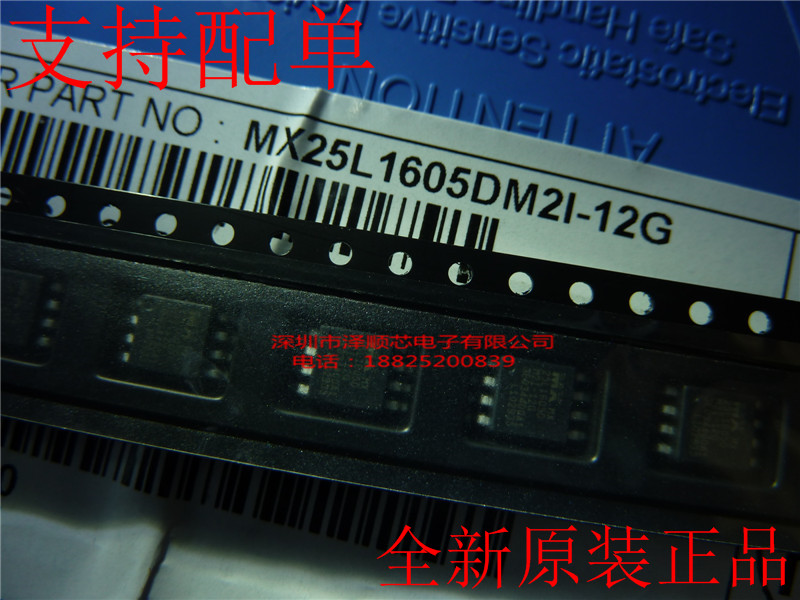 支持配单
Electrostatic Sensitive
Safe Handling
ATTENTION
R PART NO : MX25L1605DM2I-12G
深圳市泽顺芯电子有限公司
电话：18825200839
全新原装正品
0